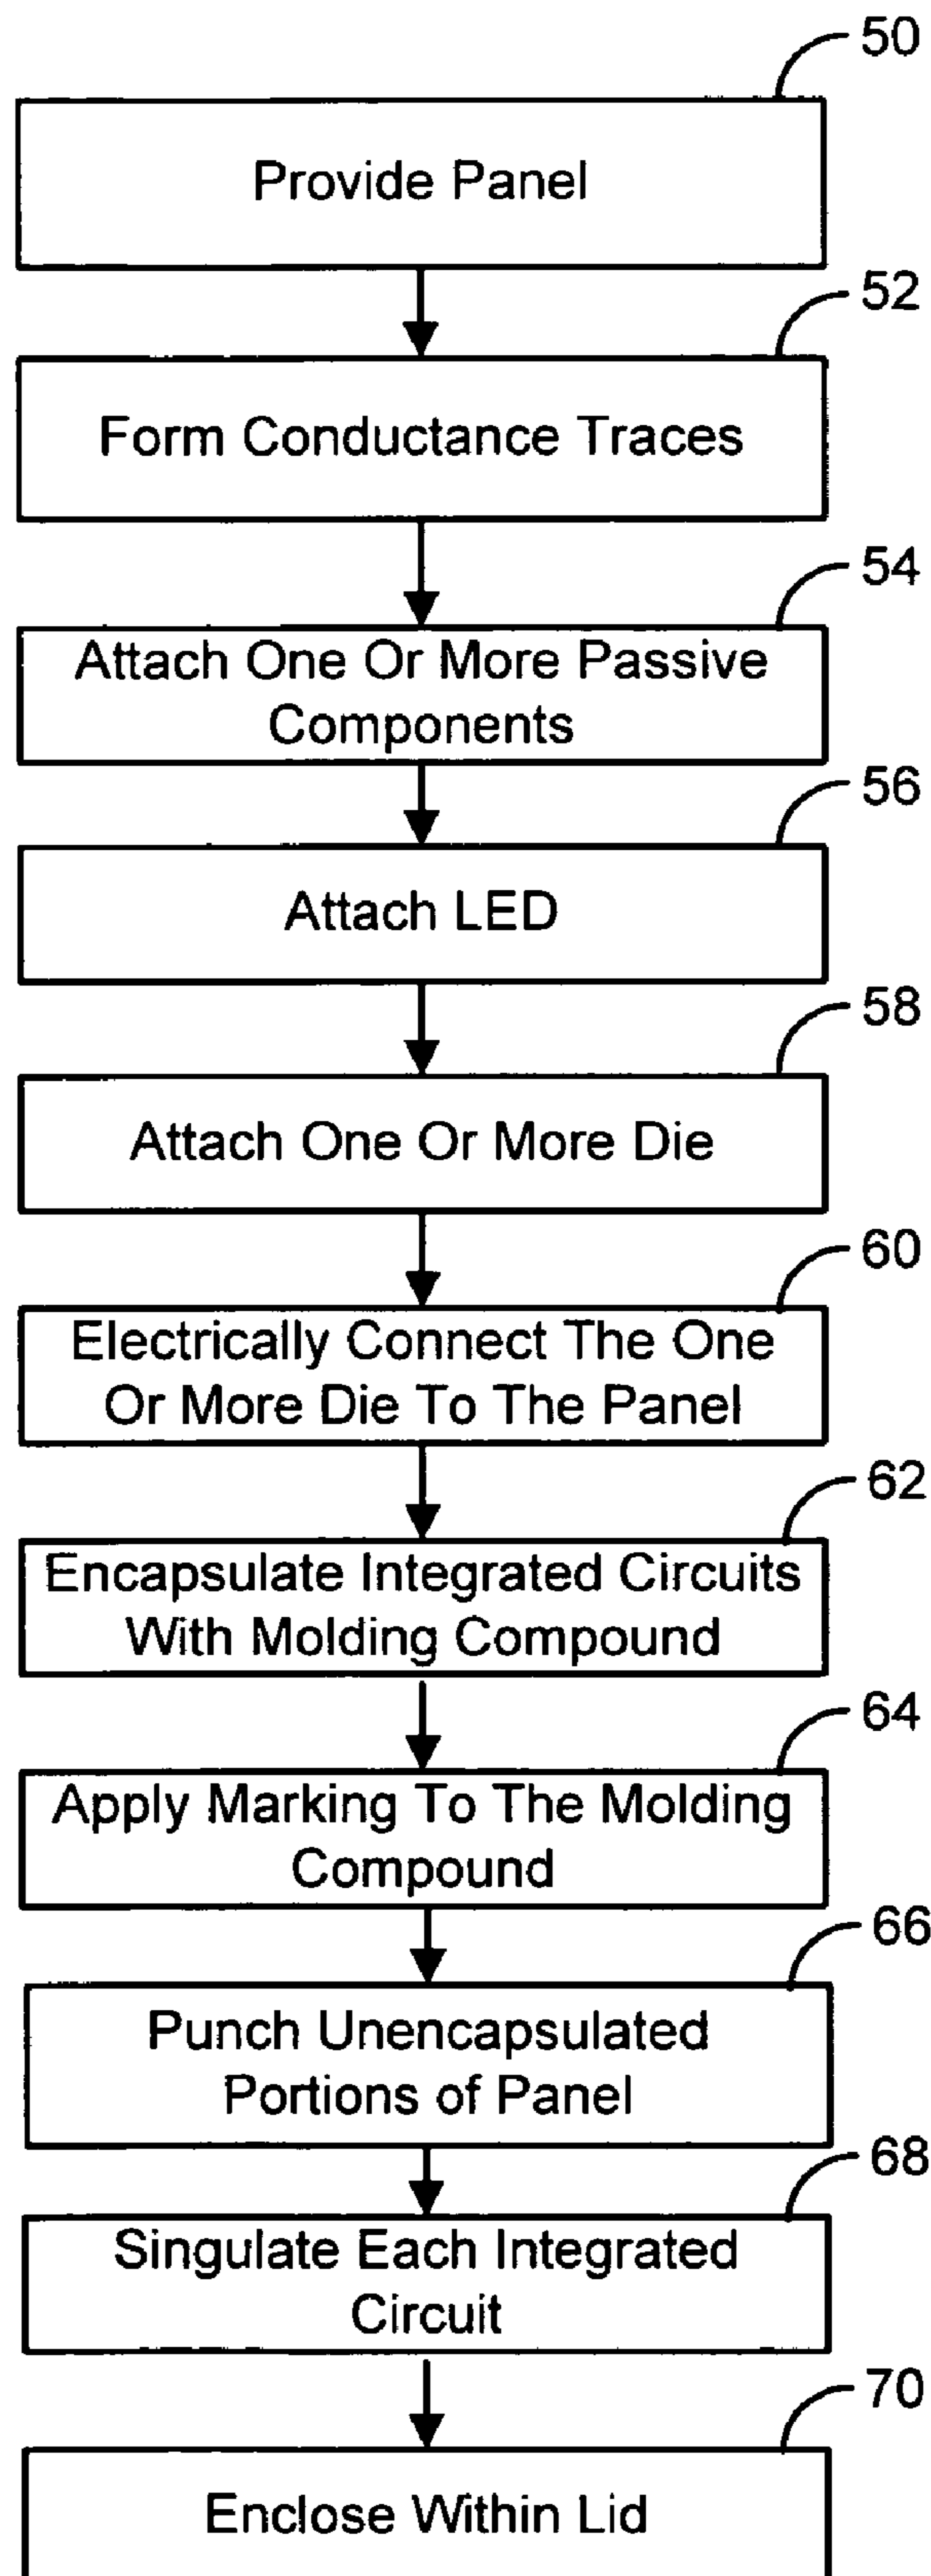 50
Provide Panel
52
Form Conductance Traces
54
Attach One Or More Passive
Components
56
Attach LED
58
Attach One Or More Die
60
Electrically Connect The One
Or More Die To The Panel
62
Encapsulate Integrated Circuits
With Molding Compound
64
Apply Marking To The Molding
Compound
66
Punch Unencapsulated
Portions of Panel
68
Singulate Each Integrated
Circuit
70
Enclose Within Lid